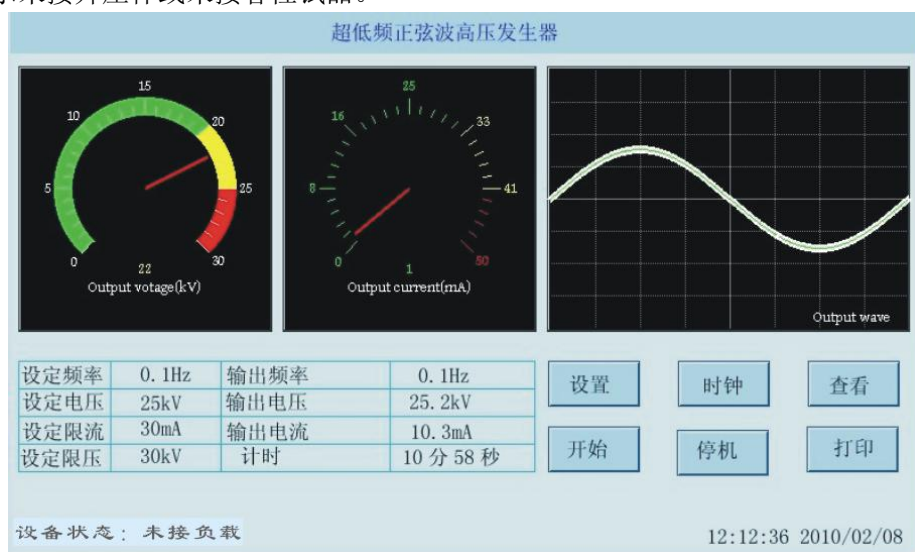 超低频正弦波高压发生器
15
10
20
5
25
0
22
30
Output votage(kV)
25
16
33
8
41
0
1
50
Output current(mA)
Output wave
设定频率 0.1Hz 输出频率 0.1Hz
设定电压 25kV 输出电压 25.2kV
设定限流 30mA 输出电流 10.3mA
设定限压 30kV 计时 10分58秒
设置 时钟 查看
开始 停机 打印
设备状态：未接负载
12:12:36 2010/02/08